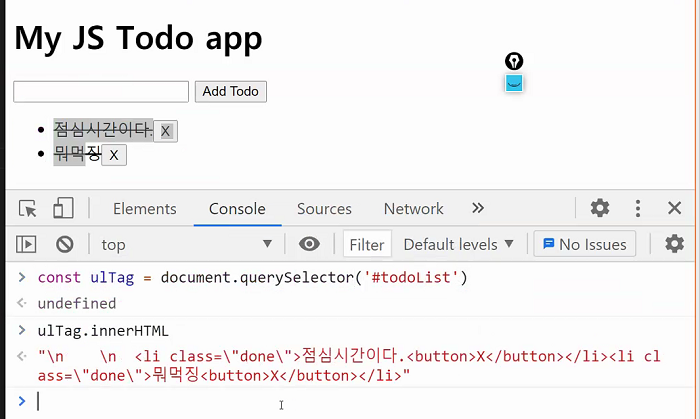 My JS Todo app
Add Todo
점심시간이다. X
뭐먹징 X
Elements Console Sources Network
top Filter Default levels ▼ No Issues
> const ulTag = document.querySelector('#todoList')
undefined
> ulTag.innerHTML
"\n    \n  <li class=\"done\">점심시간이다.<button>X</button></li><li cl
ass=\"done\">뭐먹징<button>X</button></li>"
>